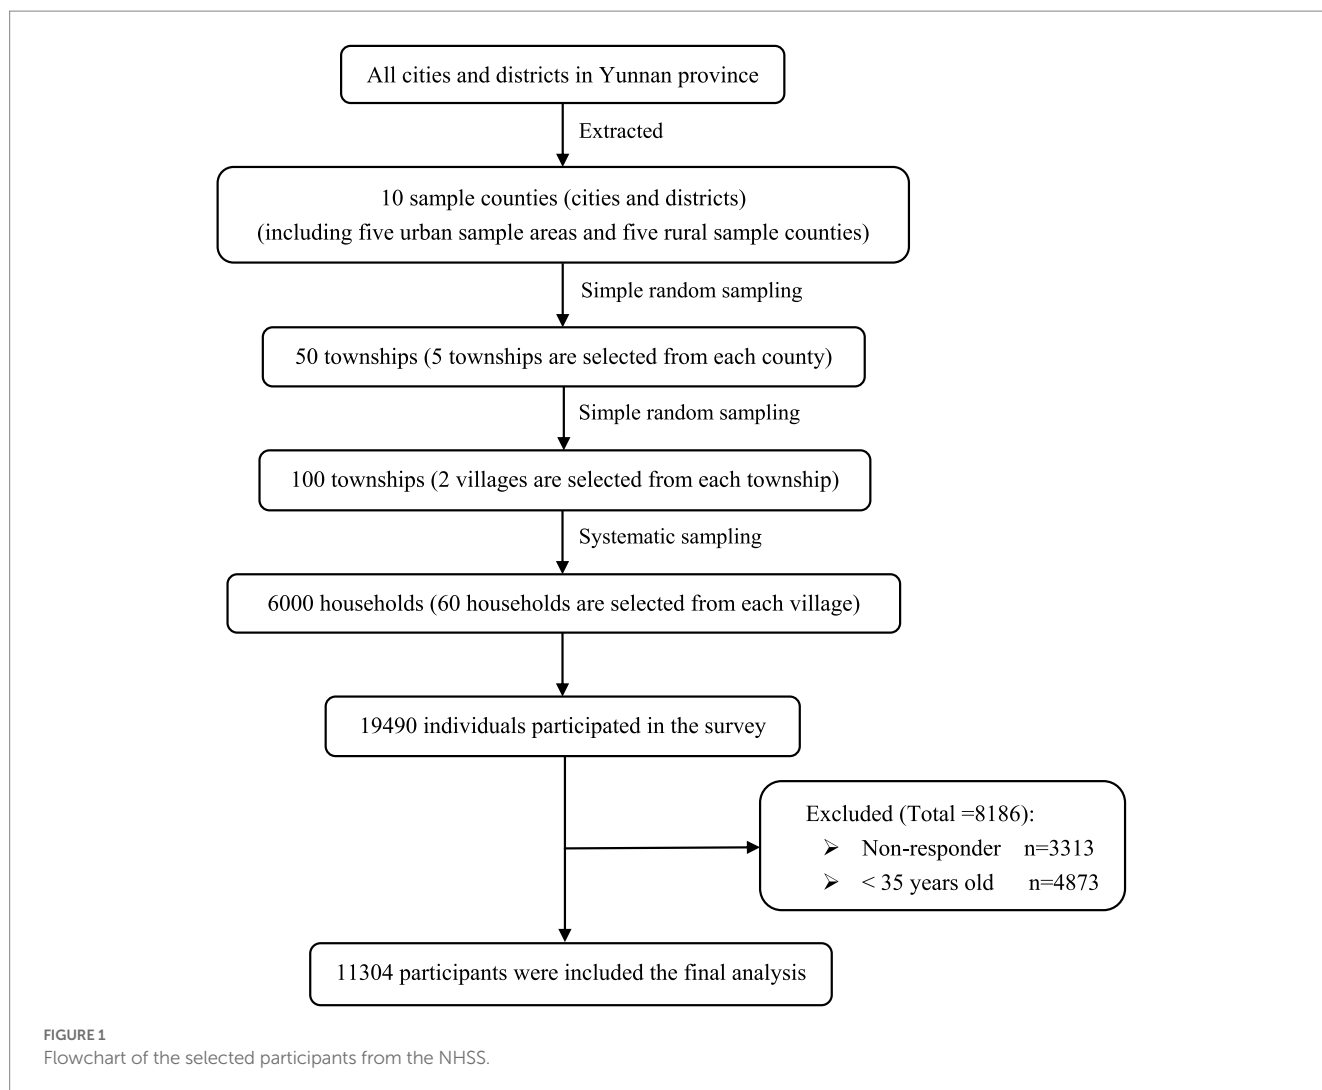 All cities and districts in Yunnan province
Extracted
10 sample counties (cities and districts)
(including five urban sample areas and five rural sample counties)
Simple random sampling
50 townships (5 townships are selected from each county)
Simple random sampling
100 townships (2 villages are selected from each township)
Systematic sampling
6000 households (60 households are selected from each village)
19490 individuals participated in the survey
Excluded (Total =8186):
➢ Non-responder n=3313
➢ < 35 years old n=4873
11304 participants were included the final analysis
FIGURE 1
Flowchart of the selected participants from the NHSS.